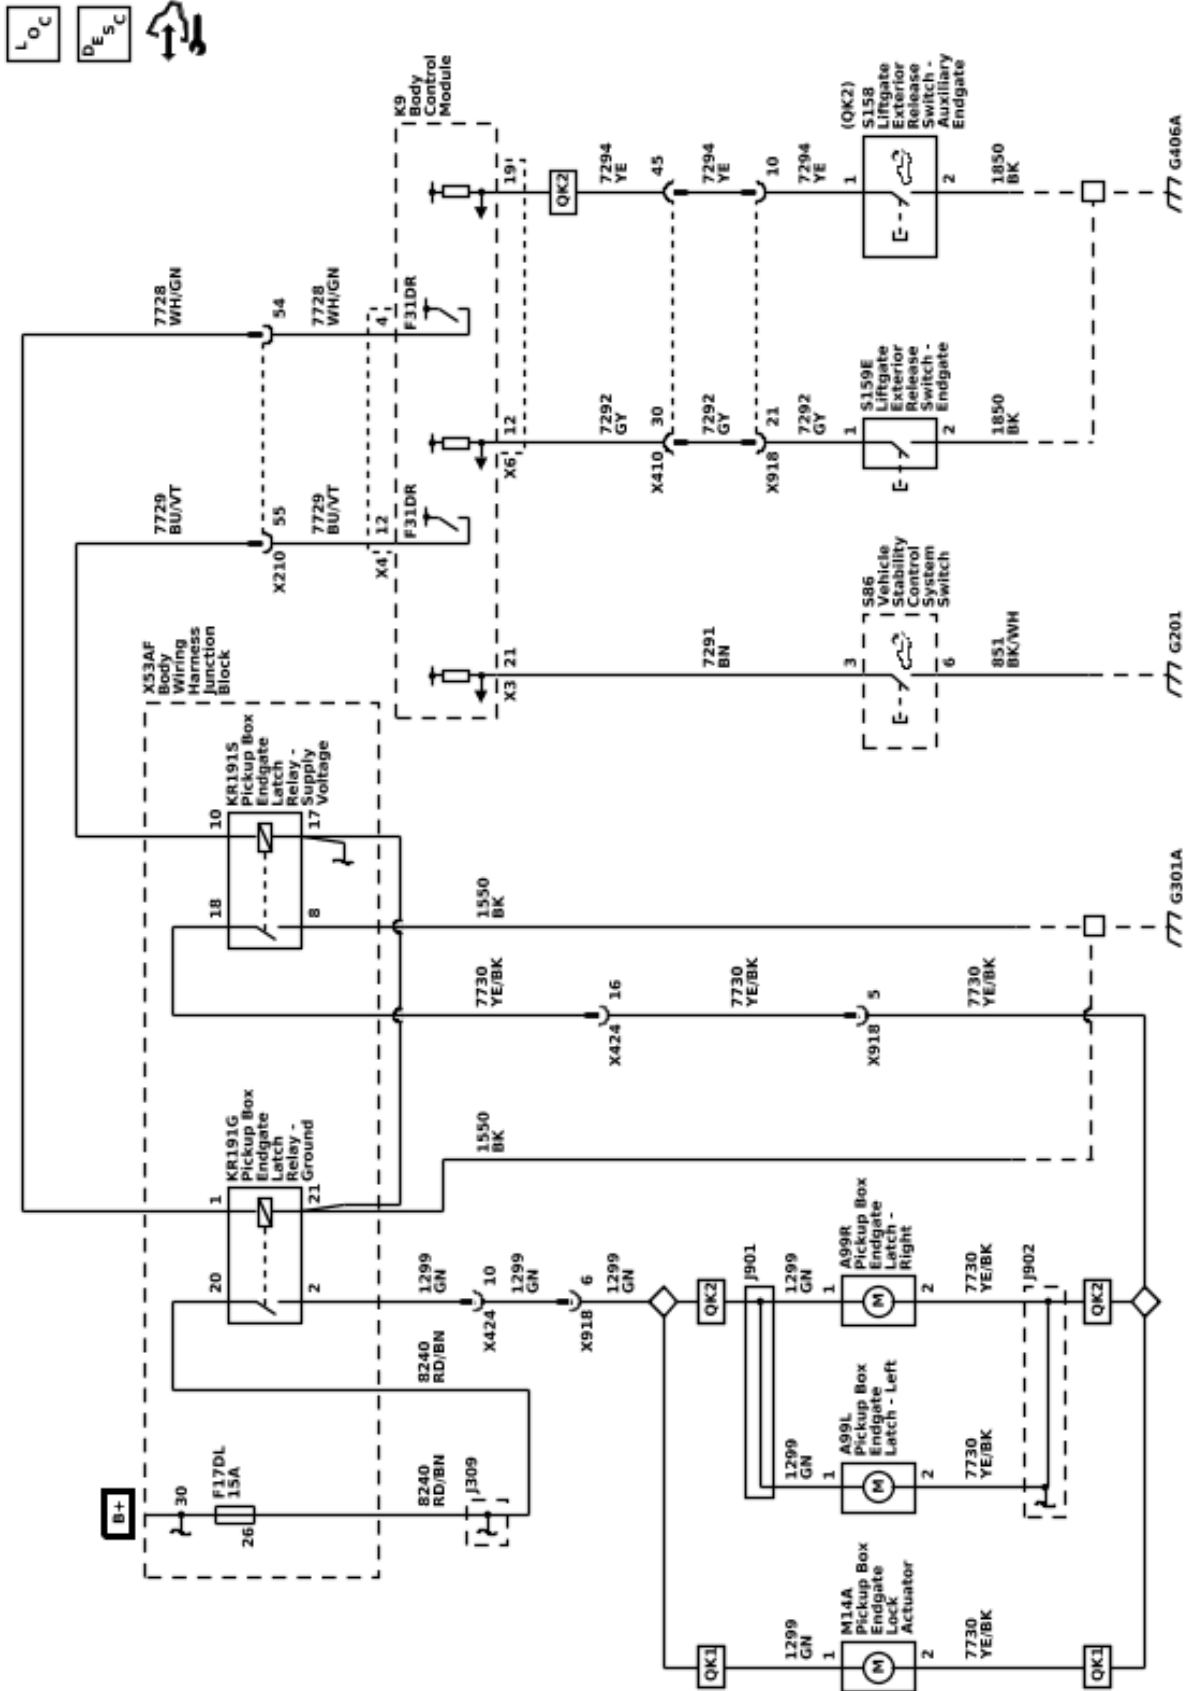 LOC
DESC
B+
X53AF
Body
Wiring
Harness
Junction
Block
30
F17DL
15A
26
20
1
KR191G
Pickup Box
Endgate
Latch
Relay -
Ground
2
21
18
10
KR191S
Pickup Box
Endgate
Latch
Relay -
Supply
Voltage
8
17
7729
BU/VT
7728
WH/GN
X210
55
54
7729
BU/VT
7728
WH/GN
X4
12
4
K9
Body
Control
Module
F31DR
F31DR
8240
RD/BN
8240
RD/BN
1299
GN
J309
X424
10
1299
GN
1550
BK
7730
YE/BK
1550
BK
X3
21
X6
12
19
QK2
X918
6
1299
GN
X424
16
7292
GY
7294
YE
X410
30
45
QK1
QK2
J901
7730
YE/BK
7291
BN
7292
GY
7294
YE
X918
21
10
1299
GN
1299
GN
1299
GN
7292
GY
7294
YE
1
M14A
Pickup Box
Endgate
Lock
Actuator
M
2
1
A99L
Pickup Box
Endgate
Latch - Left
M
2
1
A99R
Pickup Box
Endgate
Latch -
Right
M
2
X918
5
3
S86
Vehicle
Stability
Control
System
Switch
6
1
S159E
Liftgate
Exterior
Release
Switch -
Endgate
2
1
(QK2)
S158
Liftgate
Exterior
Release
Switch -
Auxiliary
Endgate
2
7730
YE/BK
7730
YE/BK
7730
YE/BK
7730
YE/BK
851
BK/WH
1850
BK
1850
BK
J902
QK1
QK2
G301A
G201
G406A